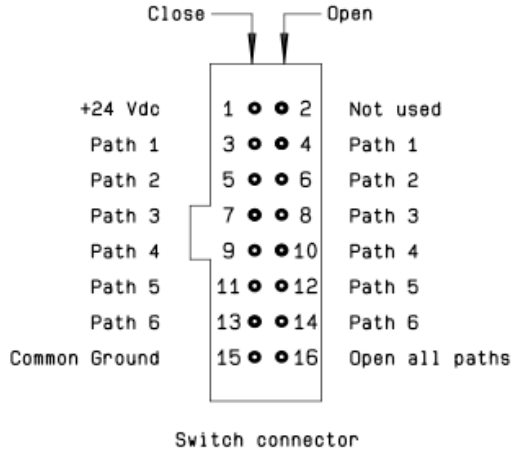 Close Open
+24 Vdc 1 2 Not used
Path 1 3 4 Path 1
Path 2 5 6 Path 2
Path 3 7 8 Path 3
Path 4 9 10 Path 4
Path 5 11 12 Path 5
Path 6 13 14 Path 6
Common Ground 15 16 Open all paths
Switch connector